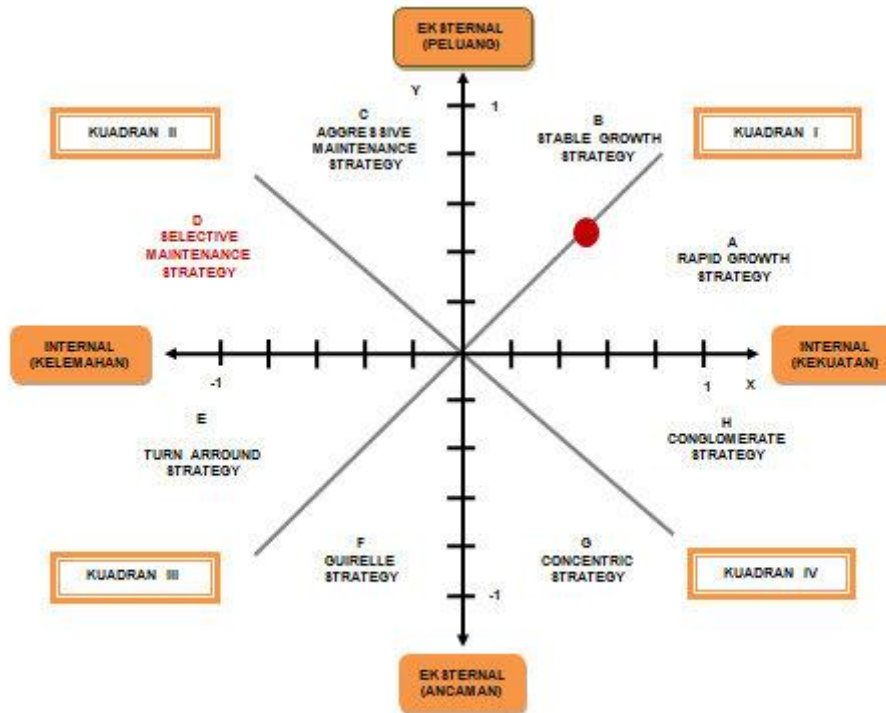 EKSTERNAL
(PELUANG)
Y
1
C
AGGRESSIVE
MAINTENANCE
STRATEGY
B
STABLE GROWTH
STRATEGY
KUADRAN II
KUADRAN I
D
SELECTIVE
MAINTENANCE
STRATEGY
A
RAPID GROWTH
STRATEGY
INTERNAL
(KELEMAHAN)
INTERNAL
(KEKUATAN)
-1
1
X
E
TURN ARROUND
STRATEGY
H
CONGLOMERATE
STRATEGY
F
GUIRELLE
STRATEGY
G
CONCENTRIC
STRATEGY
KUADRAN III
KUADRAN IV
-1
EKSTERNAL
(ANCAMAN)